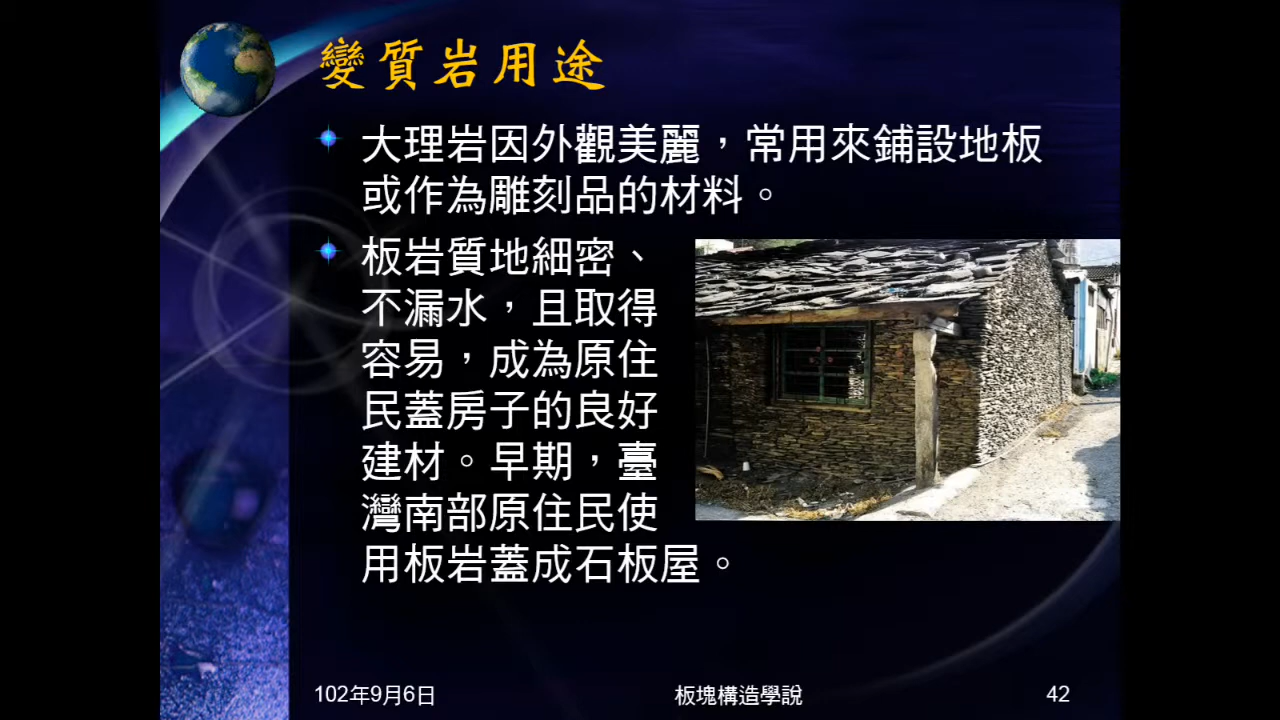 變質岩用途
大理岩因外觀美麗，常用來鋪設地板
或作為雕刻品的材料。
板岩質地細密、
不漏水，且取得
容易，成為原住
民蓋房子的良好
建材。早期，臺
灣南部原住民使
用板岩蓋成石板屋。
102年9月6日
板塊構造學說
42